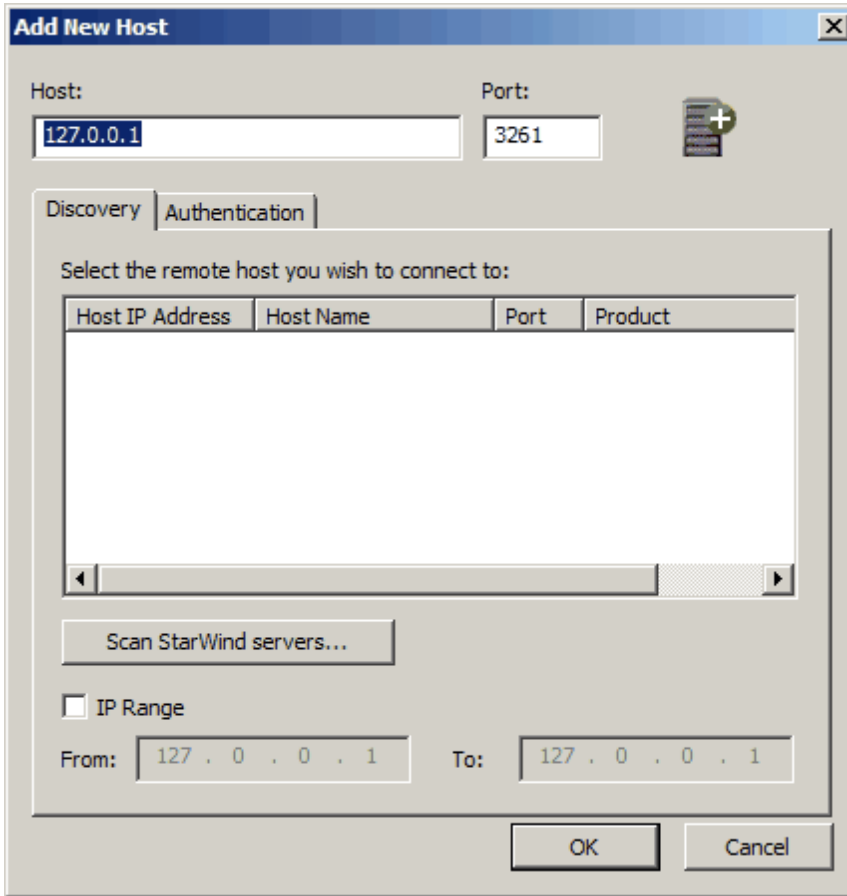 Add New Host
Host: Port:
127.0.0.1 3261
Discovery Authentication
Select the remote host you wish to connect to:
Host IP Address Host Name Port Product
Scan StarWind servers...
IP Range
From: 127 . 0 . 0 . 1 To: 127 . 0 . 0 . 1
OK Cancel